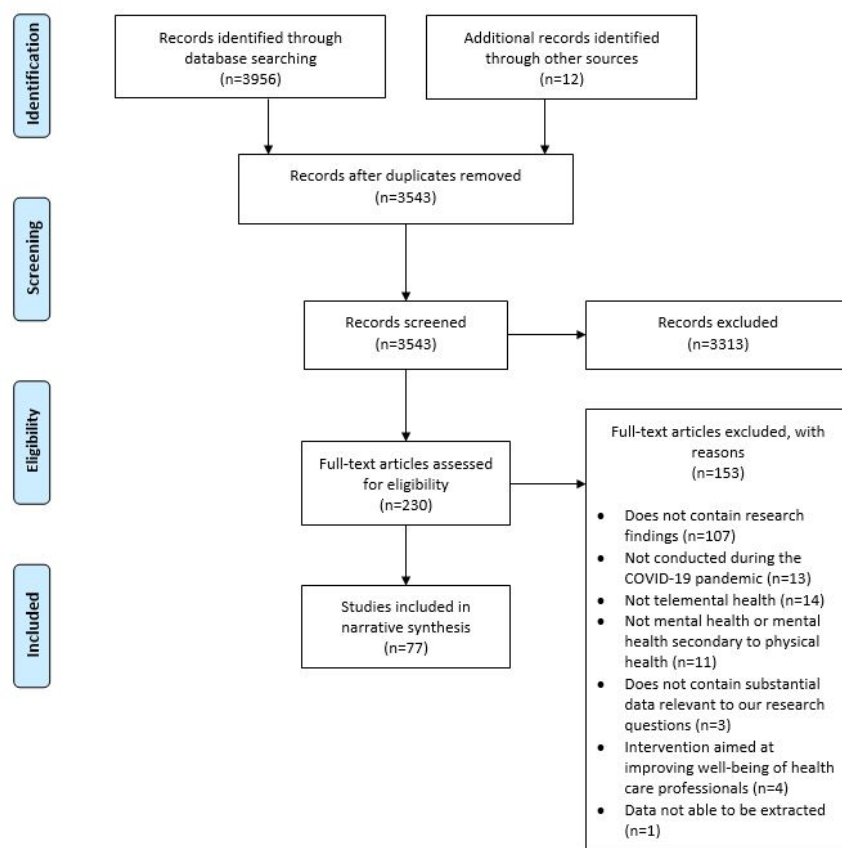 Identification
Records identified through
database searching
(n=3956)
Additional records identified
through other sources
(n=12)
Records after duplicates removed
(n=3543)
Screening
Records screened
(n=3543)
Records excluded
(n=3313)
Eligibility
Full-text articles assessed
for eligibility
(n=230)
Full-text articles excluded, with
reasons
(n=153)
• Does not contain research
findings (n=107)
• Not conducted during the
COVID-19 pandemic (n=13)
• Not telemental health (n=14)
• Not mental health or mental
health secondary to physical
health (n=11)
• Does not contain substantial
data relevant to our research
questions (n=3)
• Intervention aimed at
improving well-being of health
care professionals (n=4)
• Data not able to be extracted
(n=1)
Included
Studies included in
narrative synthesis
(n=77)